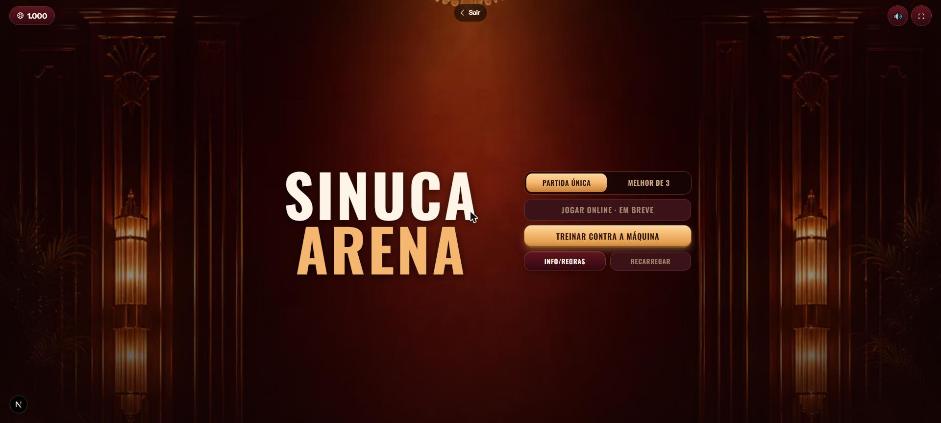 1.000
Sair
SINUCA
ARENA
PARTIDA ÚNICA
MELHOR DE 3
JOGAR ONLINE · EM BREVE
TREINAR CONTRA A MÁQUINA
INFO/REGRAS
RECARREGAR
N